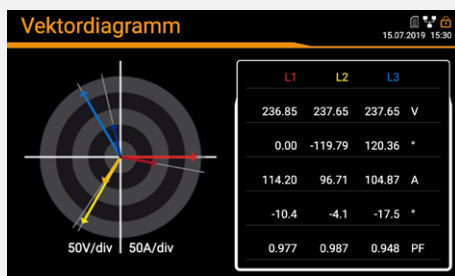 Vektordiagramm
15.07.2019 15:30
L1 L2 L3
236.85 237.65 237.65 V
0.00 -119.79 120.36 °
114.20 96.71 104.87 A
-10.4 -4.1 -17.5 °
0.977 0.987 0.948 PF
50V/div 50A/div